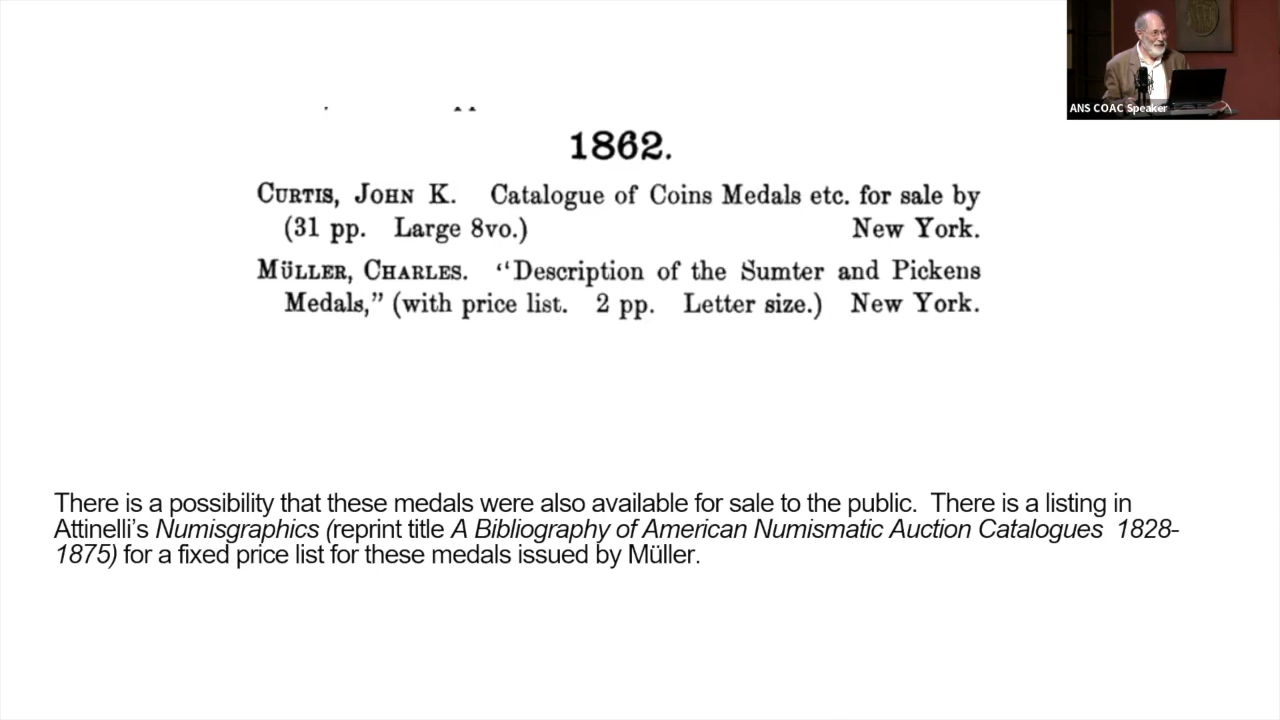 ANS COAC Speaker
1862.
CURTIS, JOHN K. Catalogue of Coins Medals etc. for sale by
(31 pp. Large 8vo.) New York.
MÜLLER, CHARLES. “Description of the Sumter and Pickens
Medals,” (with price list. 2 pp. Letter size.) New York.
There is a possibility that these medals were also available for sale to the public. There is a listing in
Attinelli’s Numisgraphics (reprint title A Bibliography of American Numismatic Auction Catalogues 1828-
1875) for a fixed price list for these medals issued by Müller.